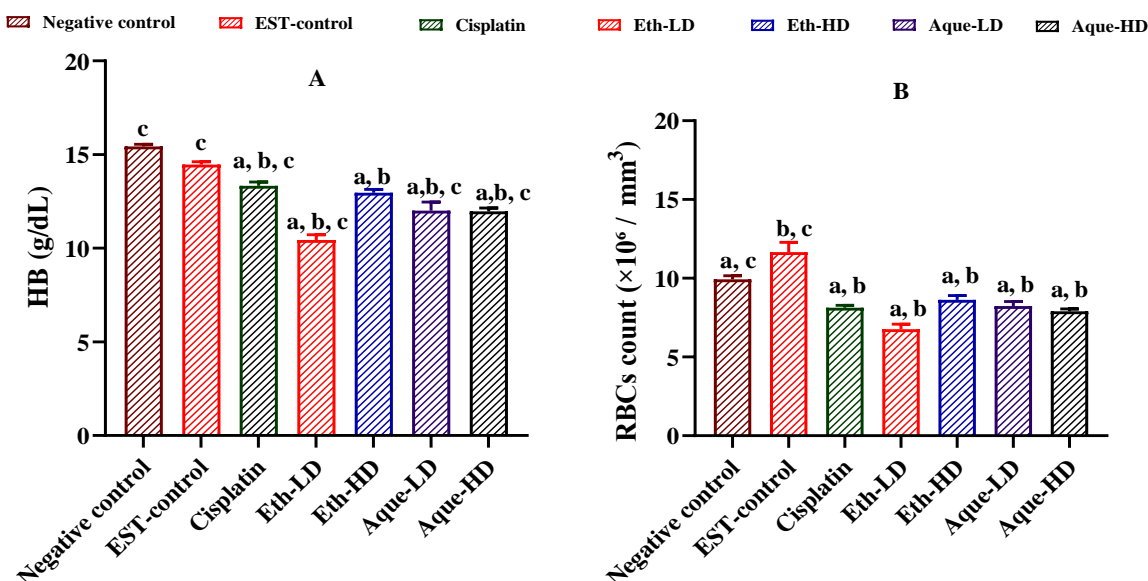 Negative control
EST-control
Cisplatin
Eth-LD
Eth-HD
Aque-LD
Aque-HD
A
HB (g/dL)
20
15
10
5
0
c
c
a, b, c
a, b, c
a, b
a,b, c
a,b, c
Negative control
EST-control
Cisplatin
Eth-LD
Eth-HD
Aque-LD
Aque-HD
B
RBCs count (×10⁶ / mm³)
20
15
10
5
0
a, c
b, c
a, b
a, b
a, b
a, b
a, b
Negative control
EST-control
Cisplatin
Eth-LD
Eth-HD
Aque-LD
Aque-HD